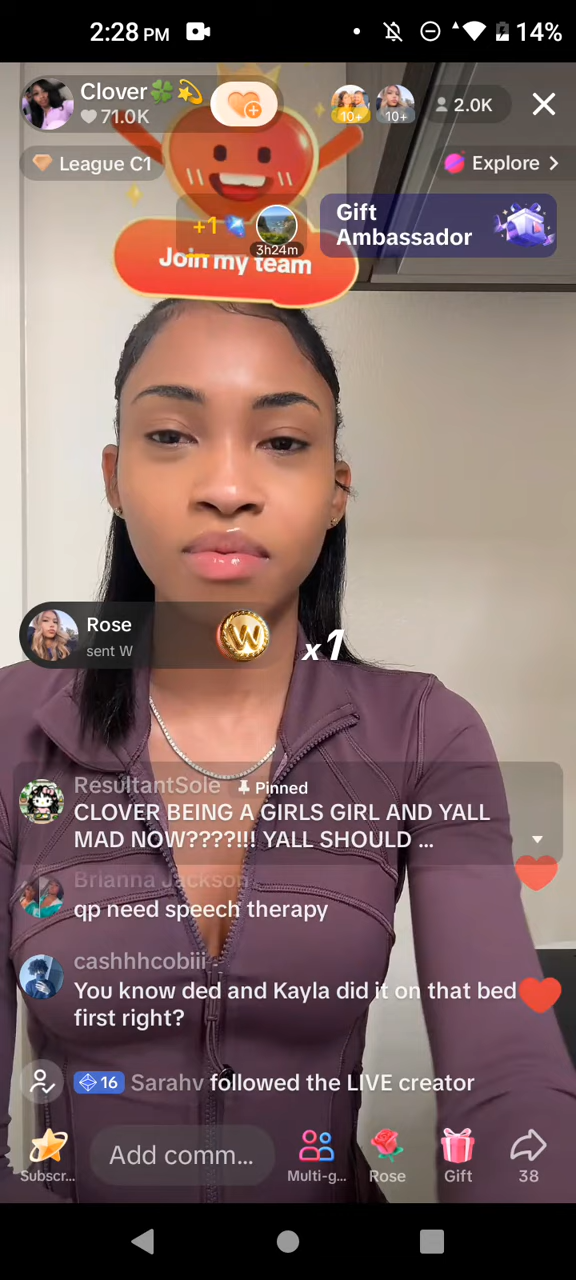 2:28 PM
14%
Clover🍀💫
71.0K
10+
10+
2.0K
League C1
Explore >
+1
3h24m
Gift
Ambassador
Join my team
Rose
sent W
W
x1
ResultantSole Pinned
CLOVER BEING A GIRLS GIRL AND YALL
MAD NOW????!!! YALL SHOULD ...
Brianna Jackson
qp need speech therapy
cashhhcobiii
You know ded and Kayla did it on that bed
first right?
16 Sarahv followed the LIVE creator
Subscr...
Add comm...
Multi-g...
Rose
Gift
38